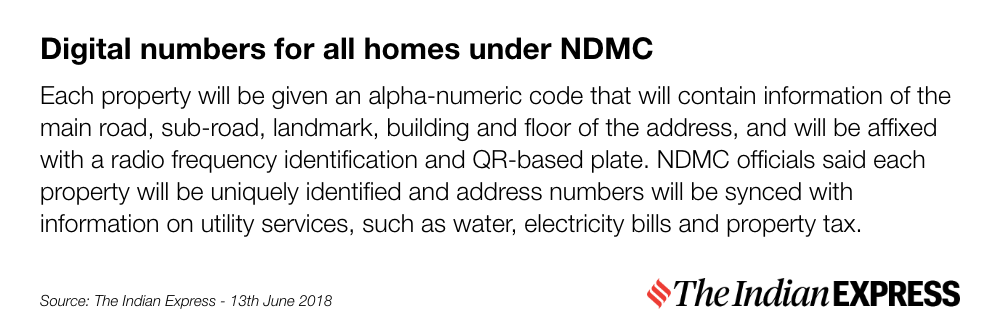 Digital numbers for all homes under NDMC
Each property will be given an alpha-numeric code that will contain information of the
main road, sub-road, landmark, building and floor of the address, and will be affixed
with a radio frequency identification and QR-based plate. NDMC officials said each
property will be uniquely identified and address numbers will be synced with
information on utility services, such as water, electricity bills and property tax.
Source: The Indian Express - 13th June 2018
The Indian EXPRESS